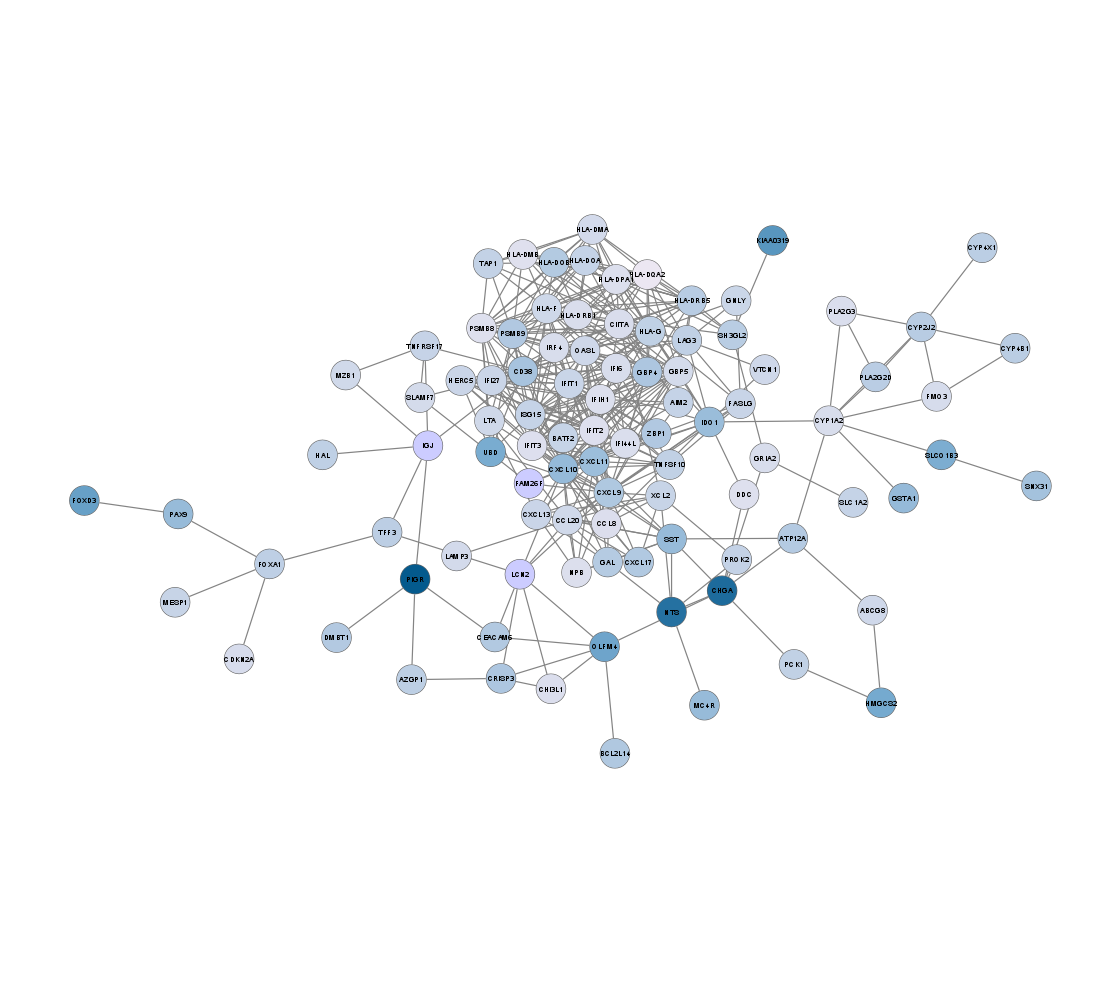 HLA-DMA
KIAA0319
CYP4X1
HLA-DMB
HLA-DOB
HLA-DOA
TAP1
HLA-DPA1
HLA-DQA2
HLA-DRB5
GNLY
PLA2G3
HLA-F
HLA-DRB1
CIITA
HLA-G
SH3GL2
CYP2J2
PSMB8
PSMB9
LAG3
CYP4B1
TNFRSF17
IRF4
OASL
MZB1
CD38
IFI6
GBP4
GBP5
VTCN1
PLA2G2D
HERC5
IFI27
IFIT1
SLAMF7
IFIH1
AIM2
FASLG
FMO3
LTA
ISG15
IDO1
CYP1A2
IGJ
IFIT3
BATF2
IFIT2
IFI44L
ZBP1
HAL
UBD
CXCL10
CXCL11
TNFSF10
GRIA2
SLCO1B3
FAM26F
CXCL9
XCL2
DDC
SLC1A2
GSTA1
SNX31
FOXD3
PAX9
CXCL13
CCL20
CCL8
TFF3
SST
ATP12A
FOXA1
LAMP3
NPB
GAL
CXCL17
PROK2
LCN2
PIGR
CHGA
MESP1
NTS
ABCG8
DMBT1
CEACAM6
OLFM4
CDKN2A
PCK1
AZGP1
CRISP3
CHI3L1
MC4R
HMGCS2
BCL2L14